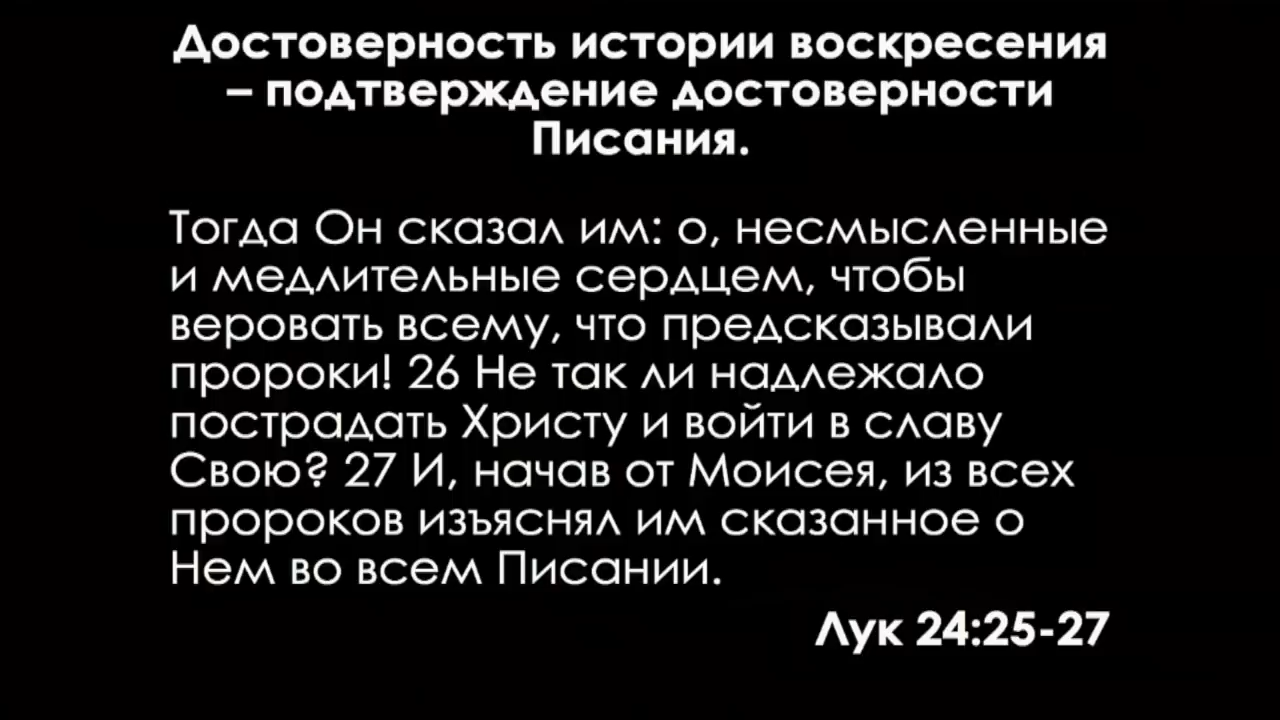 Достоверность истории воскресения
– подтверждение достоверности
Писания.
Тогда Он сказал им: о, несмысленные
и медлительные сердцем, чтобы
веровать всему, что предсказывали
пророки! 26 Не так ли надлежало
пострадать Христу и войти в славу
Свою? 27 И, начав от Моисея, из всех
пророков изъяснял им сказанное о
Нем во всем Писании.
Лук 24:25-27